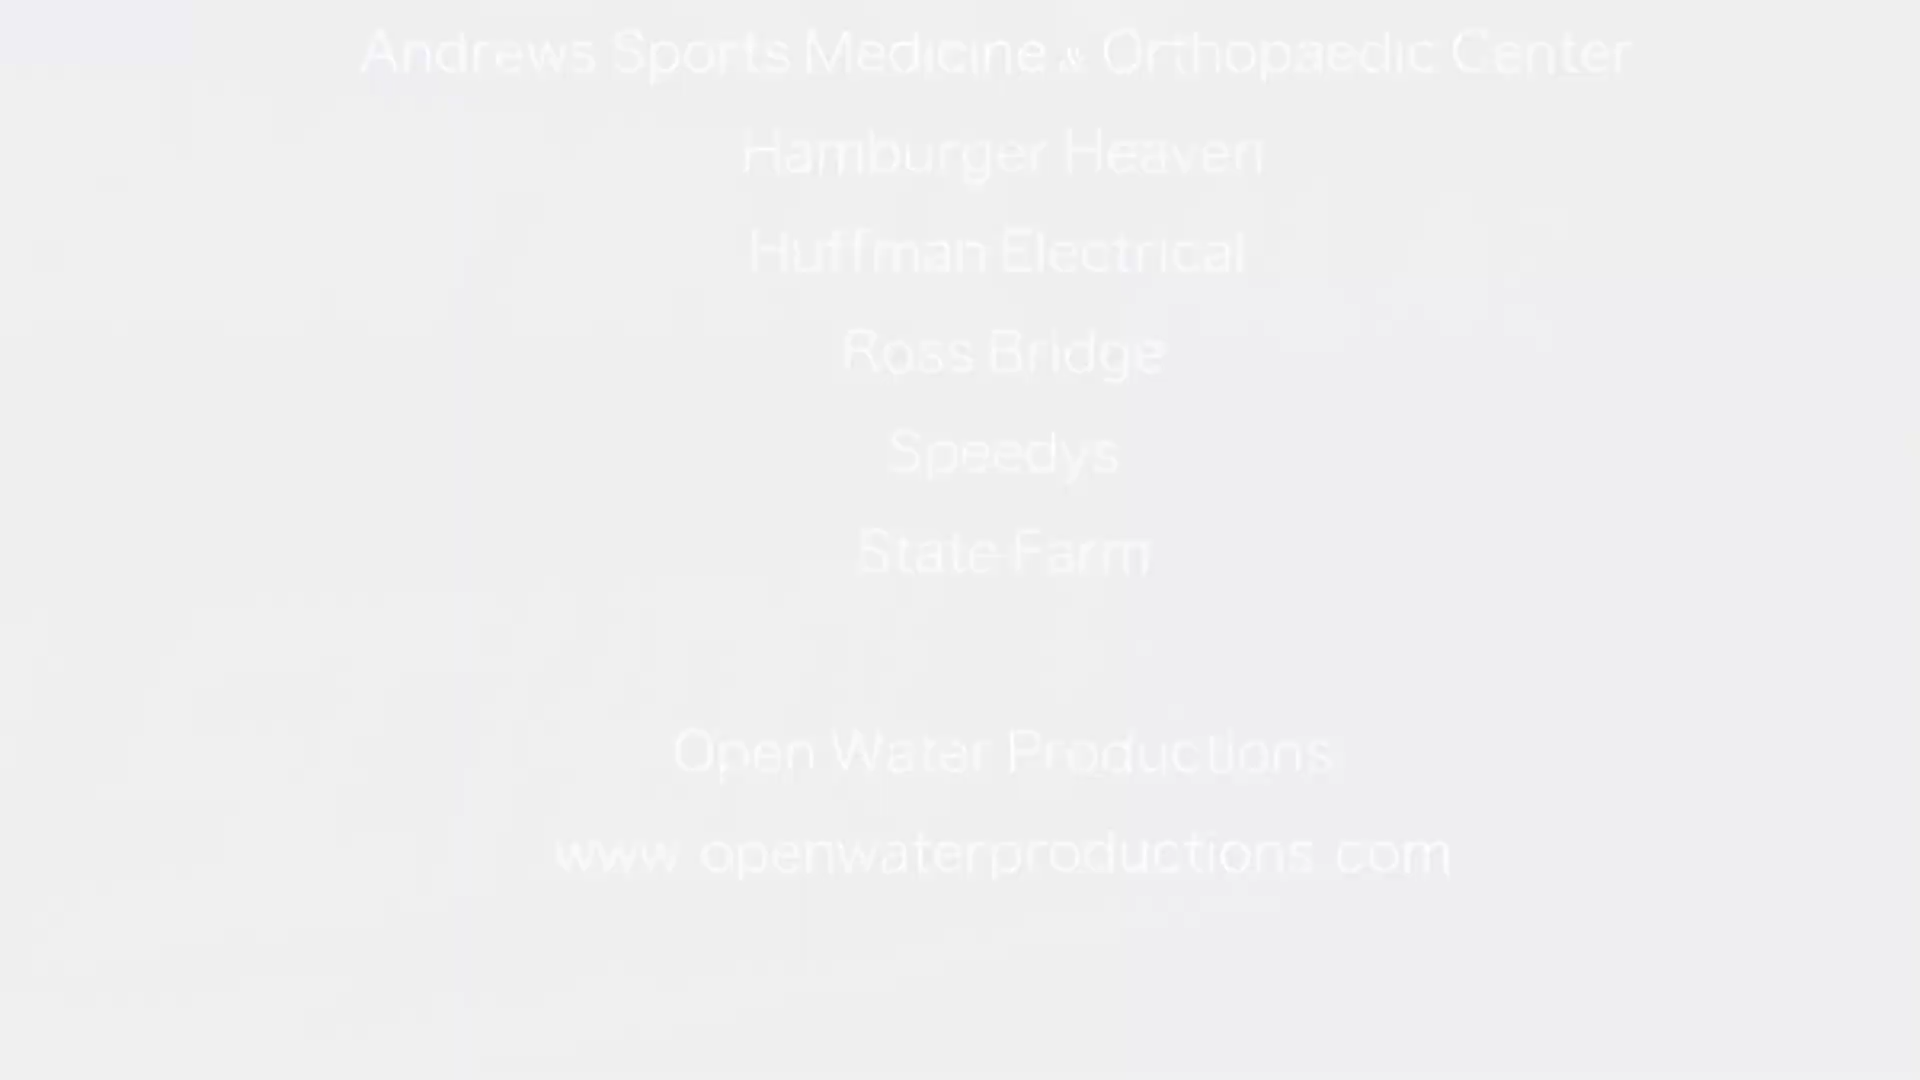 Andrews Sports Medicine & Orthopaedic Center
Hamburger Heaven
Huffman Electrical
Ross Bridge
Speedys
State Farm
Open Water Productions
www openwaterproductions com